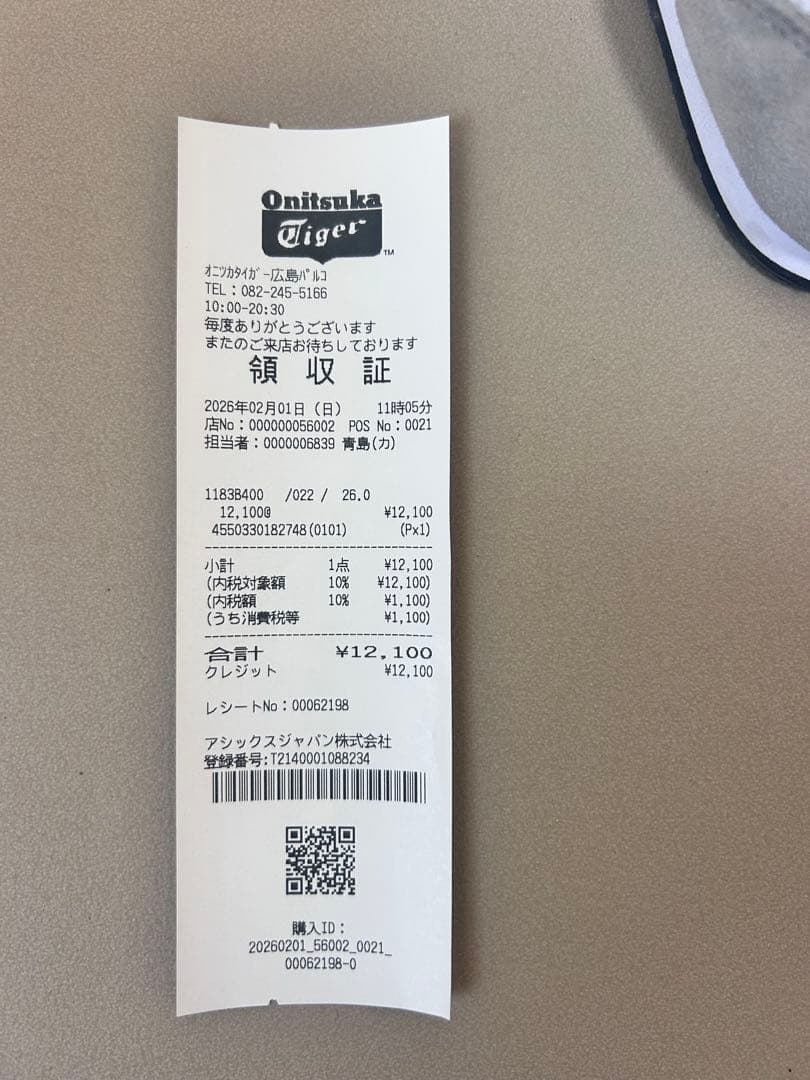 Onitsuka
Tiger™
ｵﾆﾂｶﾀｲｶﾞｰ広島ﾊﾟﾙｺ
TEL：082-245-5166
10:00-20:30
毎度ありがとうございます
またのご来店お待ちしております
領 収 証
2026年02月01日（日） 11時05分
店No：000000056002 POS No：0021
担当者：0000006839 青島(カ)
1183B400 /022 / 26.0
12,100@ ¥12,100
4550330182748(0101) (Px1)
小計 1点 ¥12,100
(内税対象額 10% ¥12,100)
(内税額 10% ¥1,100)
(うち消費税等 ¥1,100)
合計 ¥12,100
クレジット ¥12,100
レシートNo：00062198
アシックスジャパン株式会社
登録番号:T2140001088234
購入ID：
20260201_56002_0021_
00062198-0